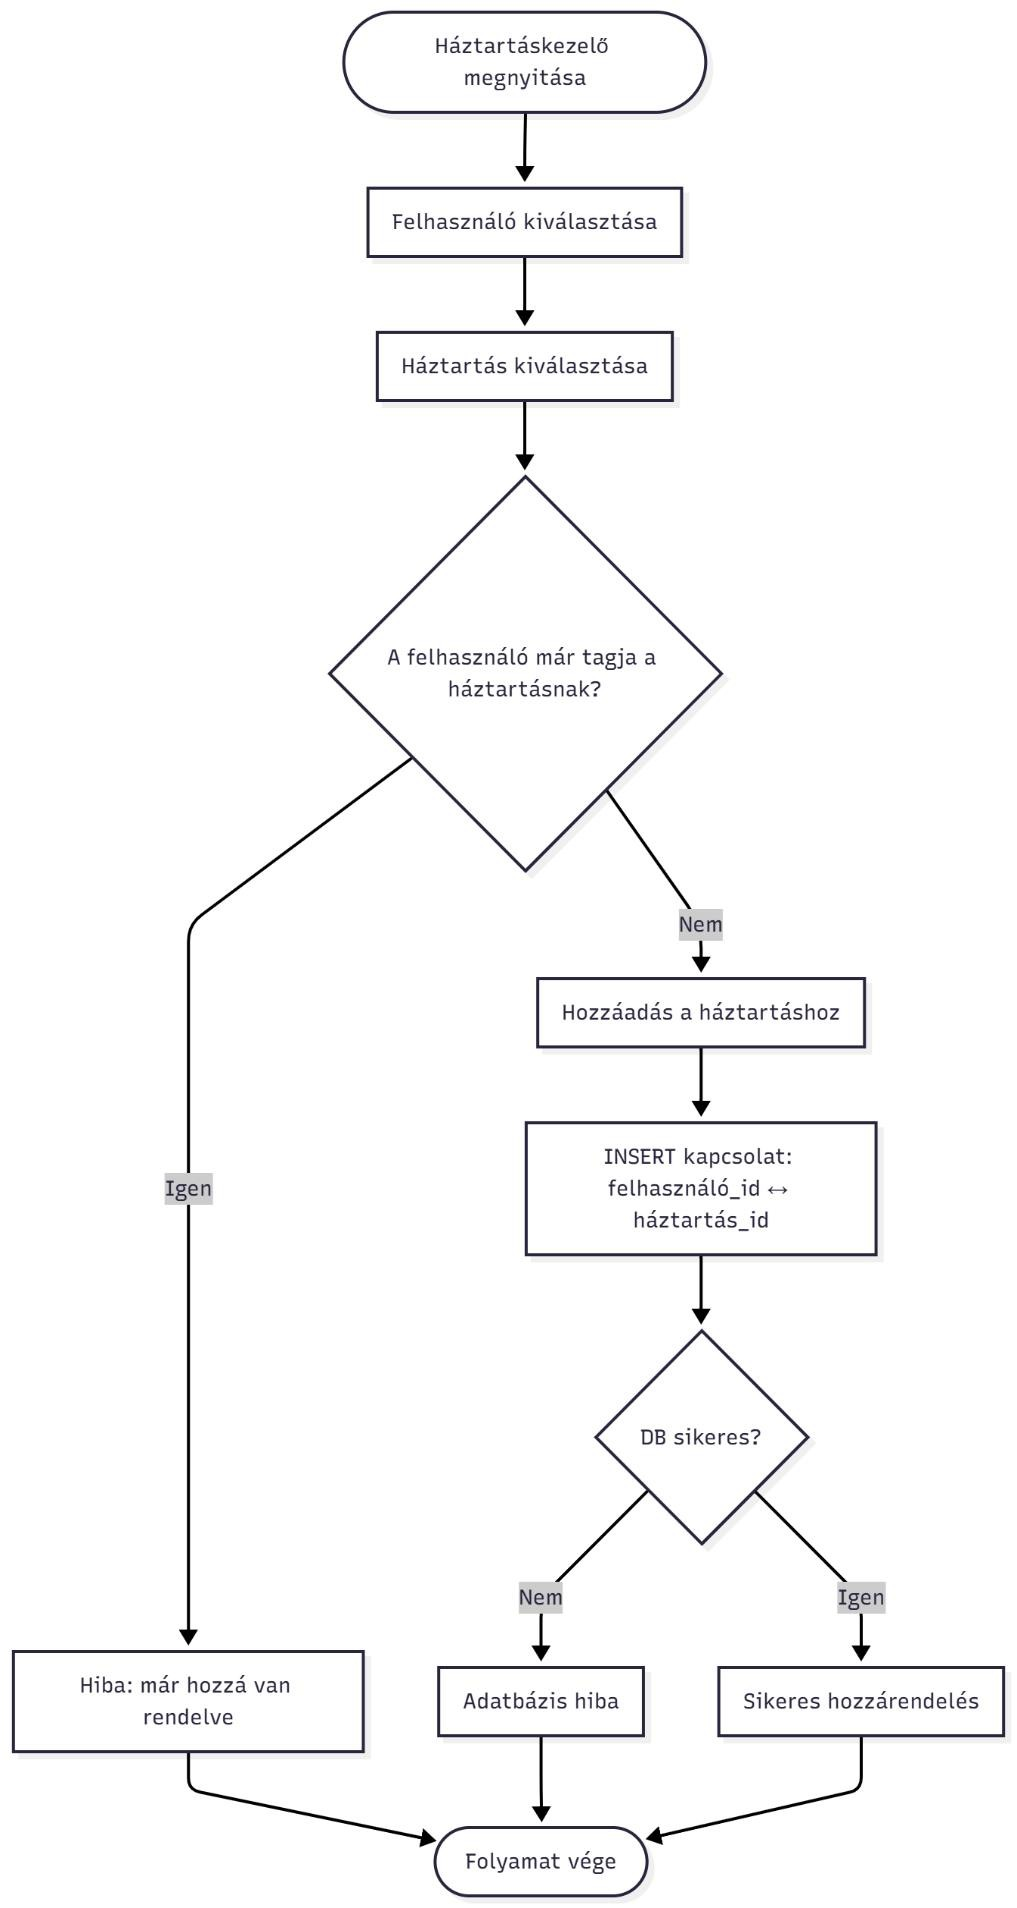 Háztartáskezelő
megnyitása
Felhasználó kiválasztása
Háztartás kiválasztása
A felhasználó már tagja a
háztartásnak?
Nem
Hozzáadás a háztartáshoz
INSERT kapcsolat:
felhasználó_id ↔
háztartás_id
Igen
DB sikeres?
Nem
Igen
Hiba: már hozzá van
rendelve
Adatbázis hiba
Sikeres hozzárendelés
Folyamat vége